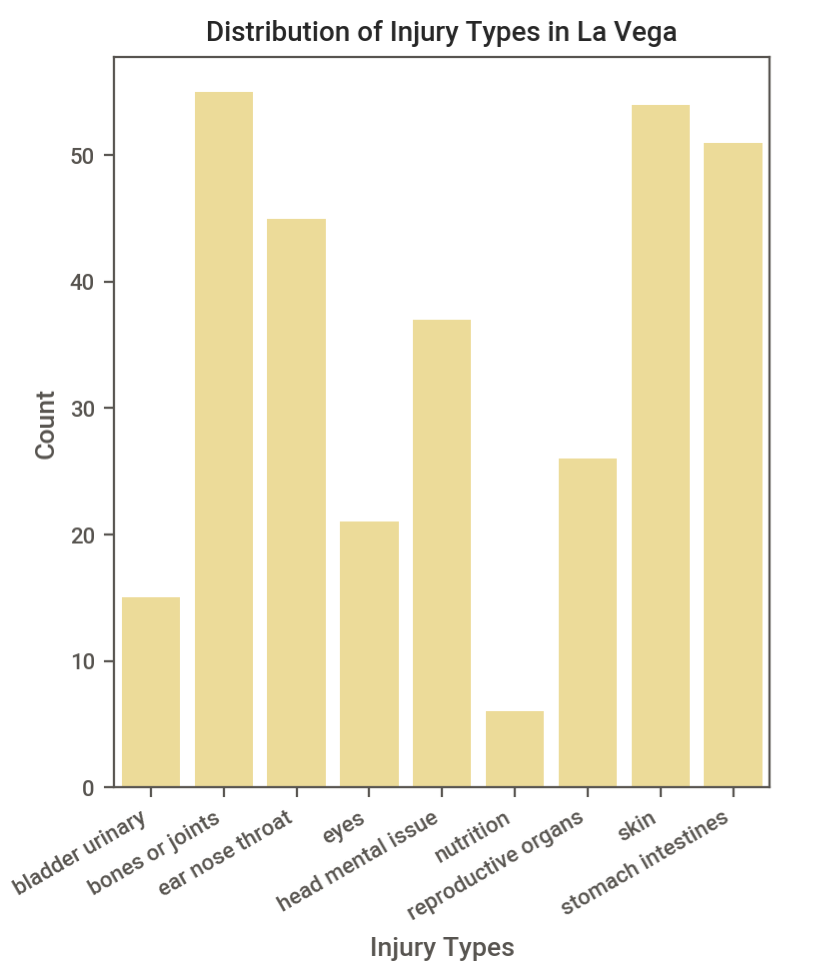 Distribution of Injury Types in La Vega
Count
50
40
30
20
10
0
bladder urinary
bones or joints
ear nose throat
eyes
head mental issue
nutrition
reproductive organs
skin
stomach intestines
Injury Types